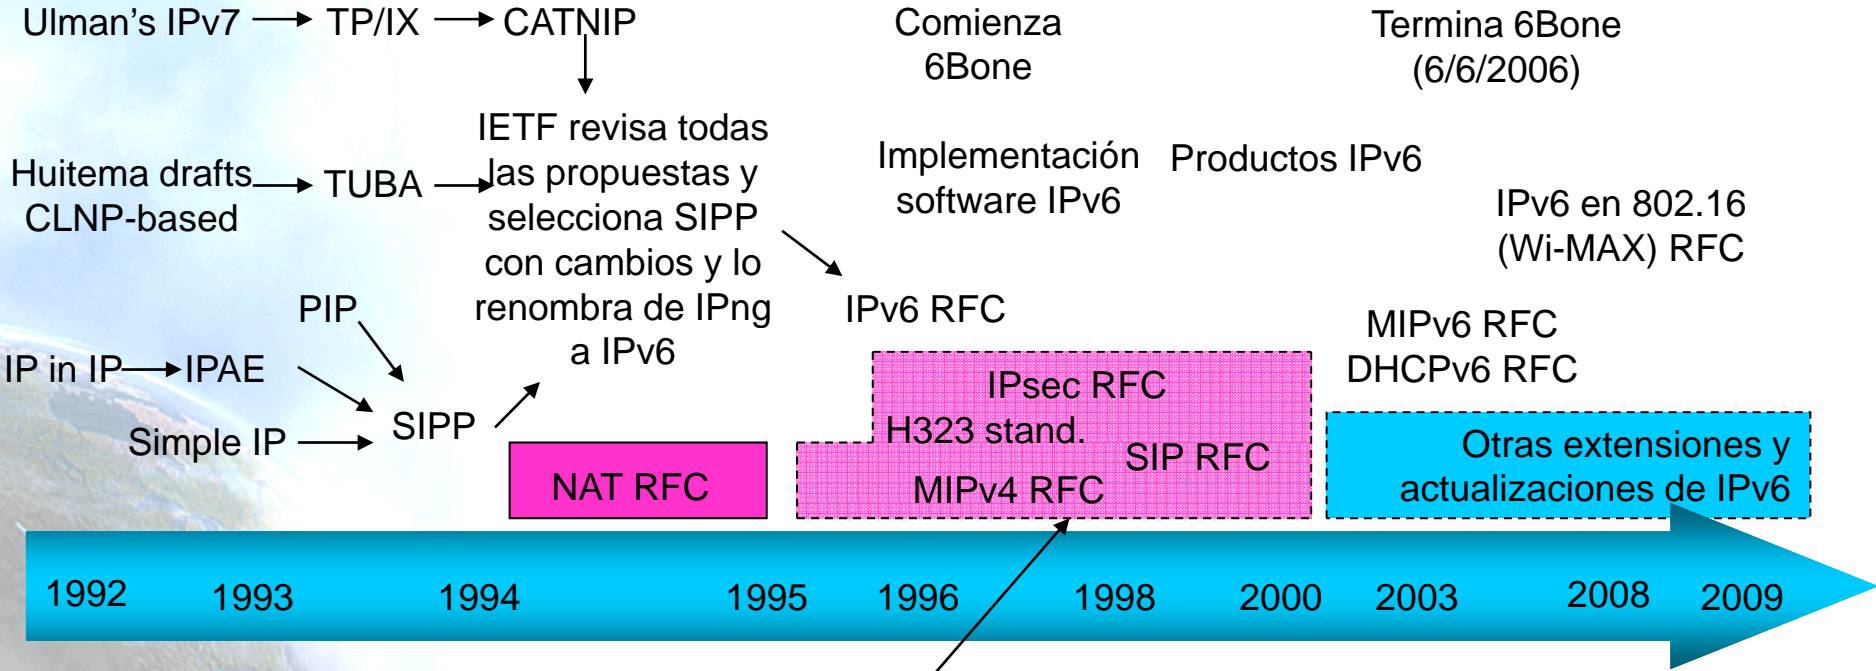 Ulman's IPv7
TP/IX
CATNIP
Comienza
6Bone
Termina 6Bone
(6/6/2006)
Huitema drafts
CLNP-based
TUBA
IETF revisa todas
las propuestas y
selecciona SIPP
con cambios y lo
renombra de IPng
a IPv6
Implementación
software IPv6
Productos IPv6
IPv6 en 802.16
(Wi-MAX) RFC
PIP
IP in IP
IPAE
Simple IP
SIPP
IPv6 RFC
MIPv6 RFC
DHCPv6 RFC
NAT RFC
IPsec RFC
H323 stand.
SIP RFC
MIPv4 RFC
Otras extensiones y
actualizaciones de IPv6
1992
1993
1994
1995
1996
1998
2000
2003
2008
2009